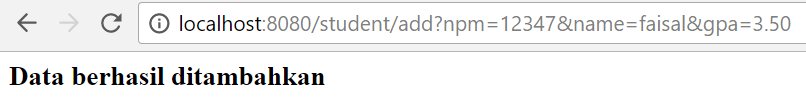 localhost:8080/student/add?npm=12347&name=faisal&gpa=3.50
Data berhasil ditambahkan